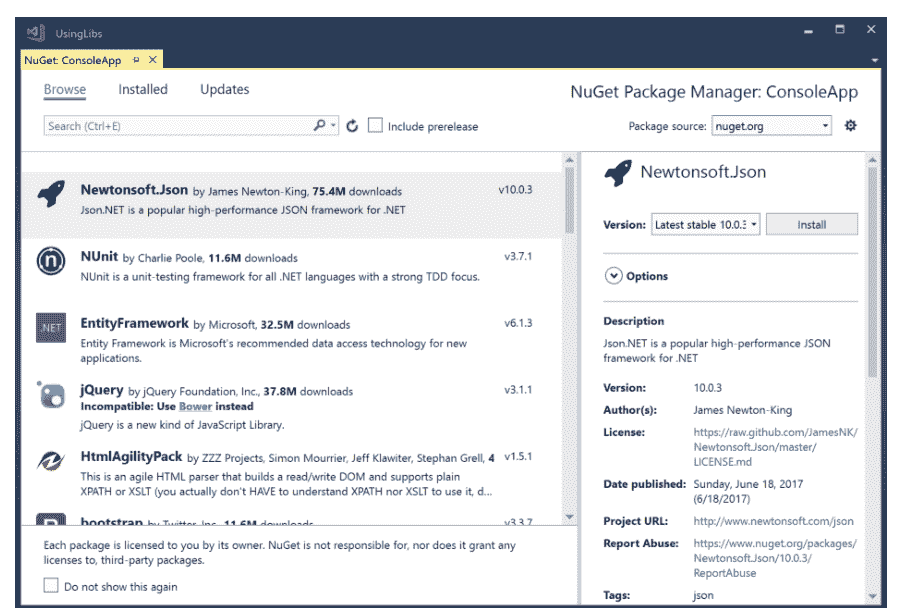 UsingLibs
NuGet: ConsoleApp
Browse Installed Updates
NuGet Package Manager: ConsoleApp
Search (Ctrl+E)
Include prerelease
Package source: nuget.org
Newtonsoft.Json by James Newton-King, 75.4M downloads v10.0.3
Json.NET is a popular high-performance JSON framework for .NET
NUnit by Charlie Poole, 11.6M downloads v3.7.1
NUnit is a unit-testing framework for all .NET languages with a strong TDD focus.
.NET
EntityFramework by Microsoft, 32.5M downloads v6.1.3
Entity Framework is Microsoft's recommended data access technology for new
applications.
jQuery by jQuery Foundation, Inc., 37.8M downloads v3.1.1
Incompatible: Use Bower instead
jQuery is a new kind of JavaScript Library.
HtmlAgilityPack by ZZZ Projects, Simon Mourrier, Jeff Klawiter, Stephan Grell, 4 v1.5.1
This is an agile HTML parser that builds a read/write DOM and supports plain
XPATH or XSLT (you actually don't HAVE to understand XPATH nor XSLT to use it, d...
bootstrap by Twitter, Inc. 11.6M downloads v3.3.7
Each package is licensed to you by its owner. NuGet is not responsible for, nor does it grant any
licenses to, third-party packages.
Do not show this again
Newtonsoft.Json
Version: Latest stable 10.0.3 Install
Options
Description
Json.NET is a popular high-performance JSON
framework for .NET
Version: 10.0.3
Author(s): James Newton-King
License: https://raw.github.com/JamesNK/
Newtonsoft.Json/master/
LICENSE.md
Date published: Sunday, June 18, 2017
(6/18/2017)
Project URL: http://www.newtonsoft.com/json
Report Abuse: https://www.nuget.org/packages/
Newtonsoft.Json/10.0.3/
ReportAbuse
Tags: json